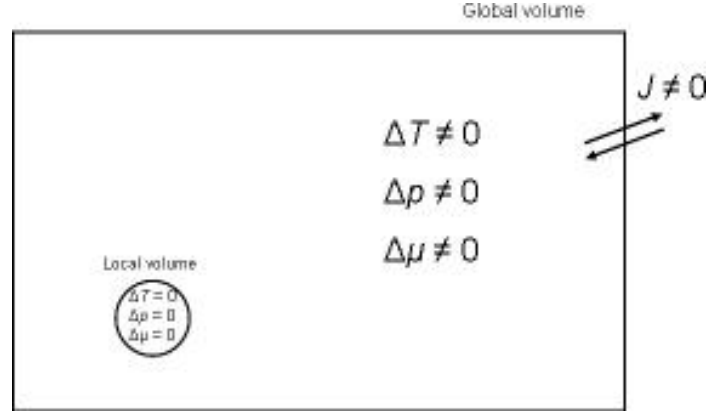 Global volume
J ≠ 0
ΔT ≠ 0
Δp ≠ 0
Δμ ≠ 0
Local volume
ΔT = 0
Δp = 0
Δμ = 0